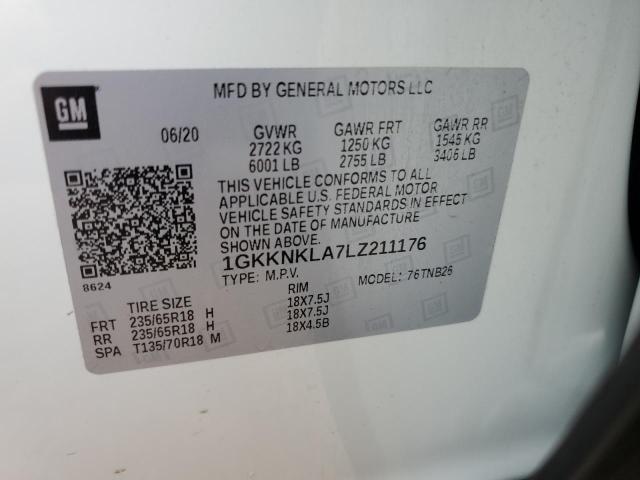 GM
MFD BY GENERAL MOTORS LLC
06/20 GVWR GAWR FRT GAWR RR
2722 KG 1250 KG 1545 KG
6001 LB 2755 LB 3406 LB
THIS VEHICLE CONFORMS TO ALL
APPLICABLE U.S. FEDERAL MOTOR
VEHICLE SAFETY STANDARDS IN EFFECT
ON THE DATE OF MANUFACTURE
SHOWN ABOVE.
1GKKNKLA7LZ211176
8624
TYPE: M.P.V. MODEL: 76TNB26
TIRE SIZE RIM
FRT 235/65R18 H 18X7.5J
RR 235/65R18 H 18X7.5J
SPA T135/70R18 M 18X4.5B